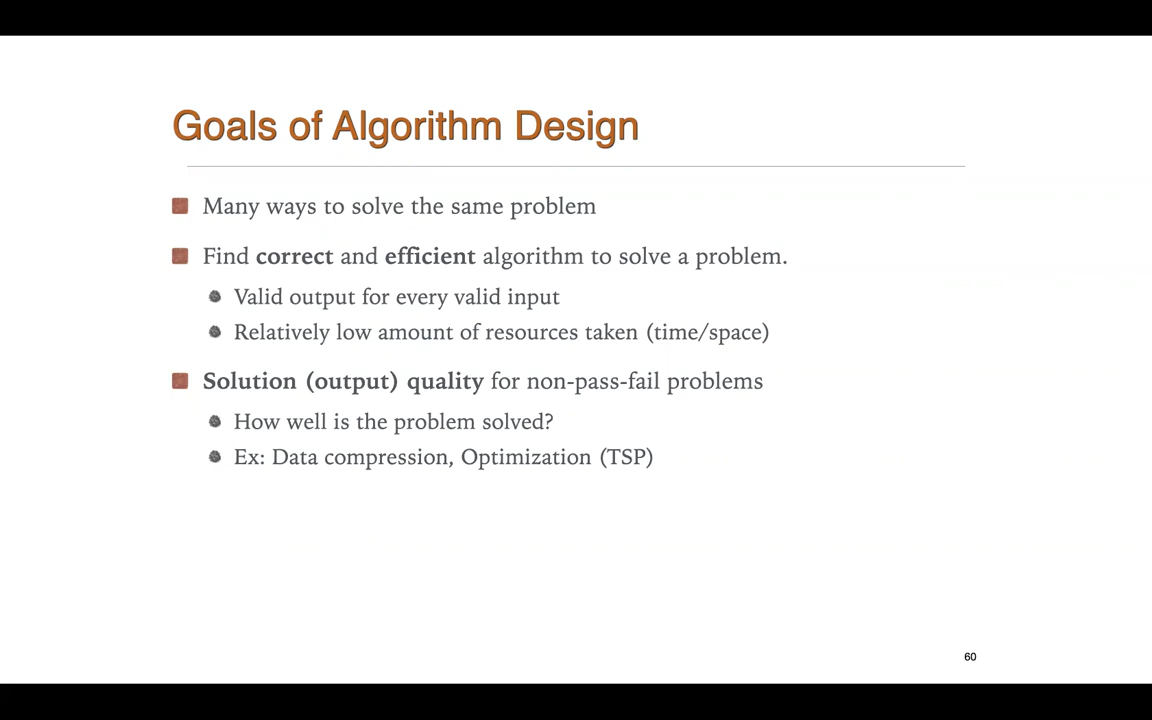 Goals of Algorithm Design
Many ways to solve the same problem
Find correct and efficient algorithm to solve a problem.
Valid output for every valid input
Relatively low amount of resources taken (time/space)
Solution (output) quality for non-pass-fail problems
How well is the problem solved?
Ex: Data compression, Optimization (TSP)
60